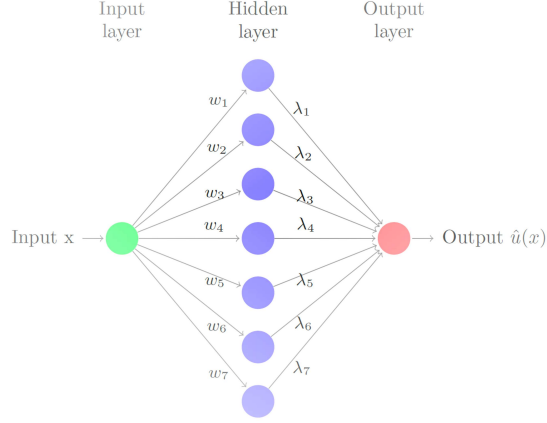 Input
layer
Hidden
layer
Output
layer
w₁
λ₁
w₂
λ₂
w₃
λ₃
Input x
w₄
λ₄
Output û(x)
w₅
λ₅
w₆
λ₆
w₇
λ₇